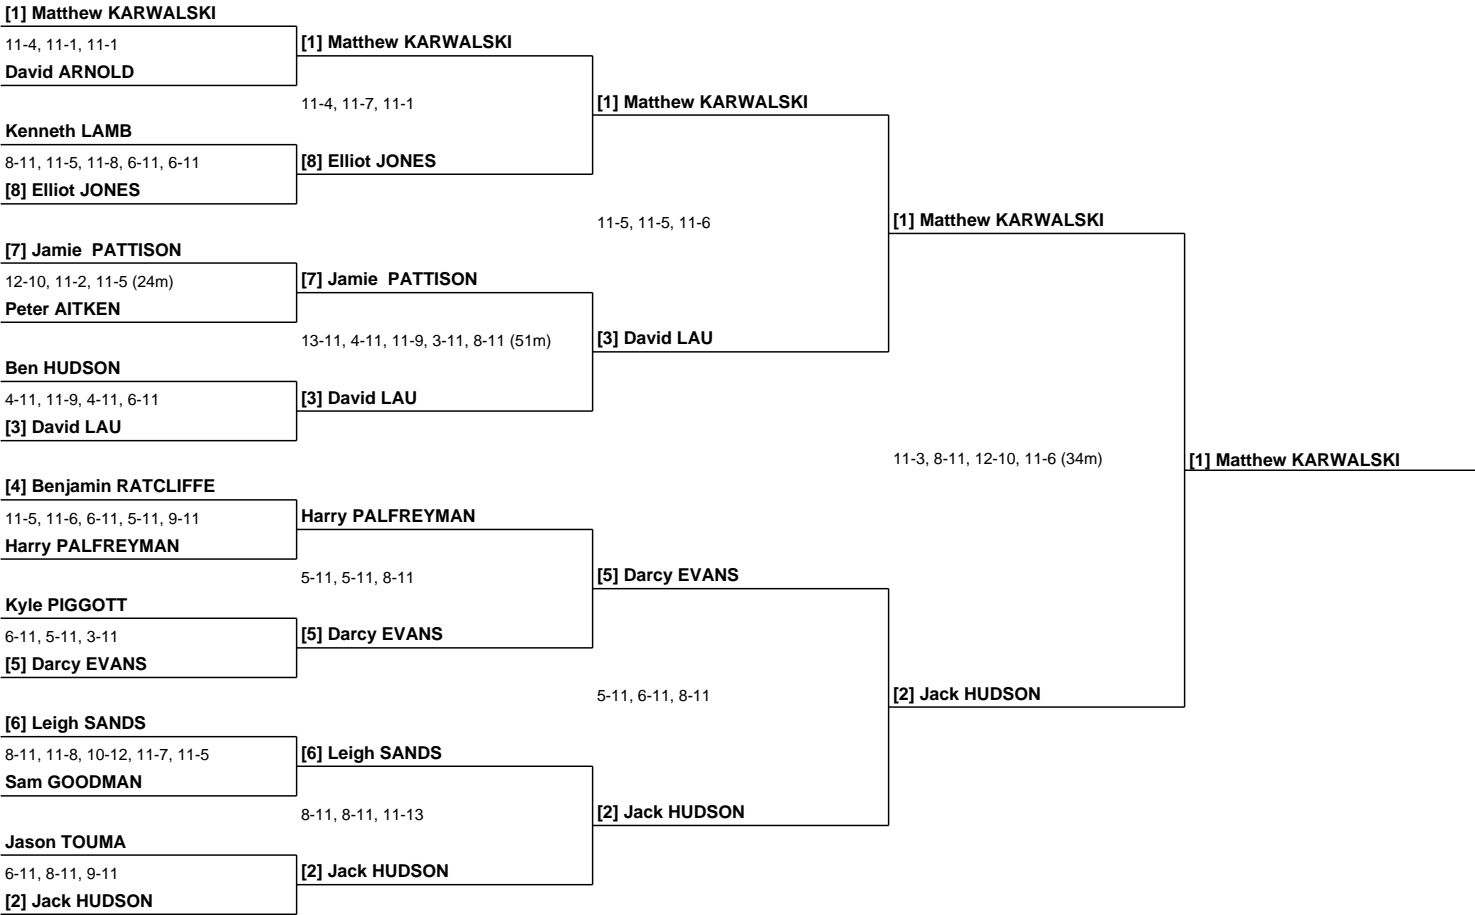 [1] Matthew KARWALSKI
11-4, 11-1, 11-1
David ARNOLD
Kenneth LAMB
8-11, 11-5, 11-8, 6-11, 6-11
[8] Elliot JONES
[7] Jamie  PATTISON
12-10, 11-2, 11-5 (24m)
Peter AITKEN
Ben HUDSON
4-11, 11-9, 4-11, 6-11
[3] David LAU
[4] Benjamin RATCLIFFE
11-5, 11-6, 6-11, 5-11, 9-11
Harry PALFREYMAN
Kyle PIGGOTT
6-11, 5-11, 3-11
[5] Darcy EVANS
[6] Leigh SANDS
8-11, 11-8, 10-12, 11-7, 11-5
Sam GOODMAN
Jason TOUMA
6-11, 8-11, 9-11
[2] Jack HUDSON
[1] Matthew KARWALSKI
11-4, 11-7, 11-1
[8] Elliot JONES
[7] Jamie  PATTISON
13-11, 4-11, 11-9, 3-11, 8-11 (51m)
[3] David LAU
Harry PALFREYMAN
5-11, 5-11, 8-11
[5] Darcy EVANS
[6] Leigh SANDS
8-11, 8-11, 11-13
[2] Jack HUDSON
[1] Matthew KARWALSKI
11-5, 11-5, 11-6
[3] David LAU
[5] Darcy EVANS
5-11, 6-11, 8-11
[2] Jack HUDSON
[1] Matthew KARWALSKI
11-3, 8-11, 12-10, 11-6 (34m)
[2] Jack HUDSON
[1] Matthew KARWALSKI